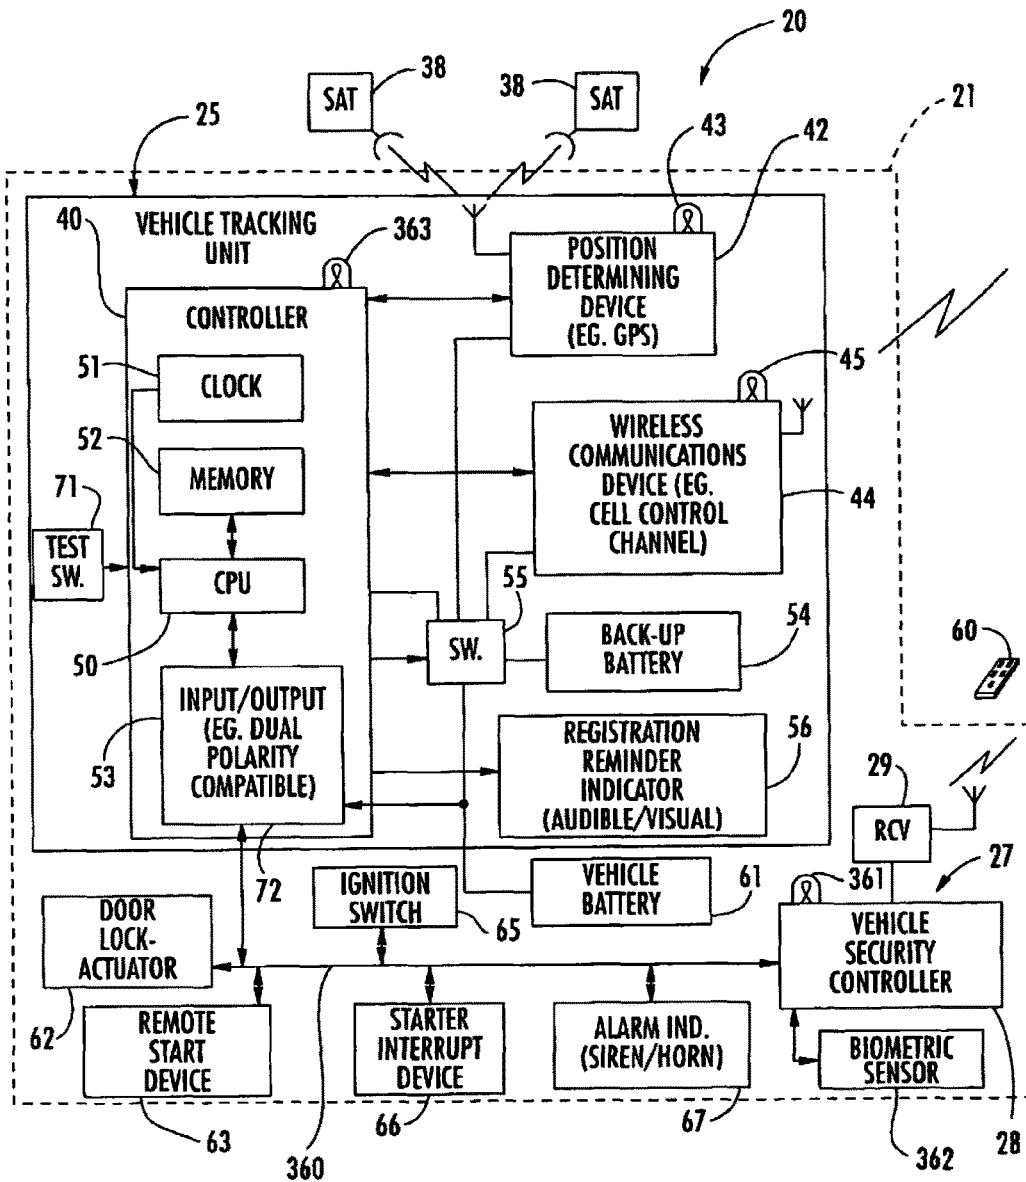 20
38
38
SAT
SAT
21
25
43
42
40
VEHICLE TRACKING
UNIT
363
POSITION
DETERMINING
DEVICE
(EG. GPS)
CONTROLLER
51
CLOCK
45
52
MEMORY
WIRELESS
COMMUNICATIONS
DEVICE (EG.
CELL CONTROL
CHANNEL)
44
71
TEST
SW.
CPU
55
54
50
SW.
BACK-UP
BATTERY
60
INPUT/OUTPUT
(EG. DUAL
POLARITY
COMPATIBLE)
53
REGISTRATION
REMINDER
INDICATOR
(AUDIBLE/VISUAL)
56
29
RCV
72
IGNITION
SWITCH
65
VEHICLE
BATTERY
61
361
27
DOOR
LOCK-
ACTUATOR
VEHICLE
SECURITY
CONTROLLER
62
REMOTE
START
DEVICE
STARTER
INTERRUPT
DEVICE
ALARM IND.
(SIREN/HORN)
BIOMETRIC
SENSOR
63
360
66
67
362
28